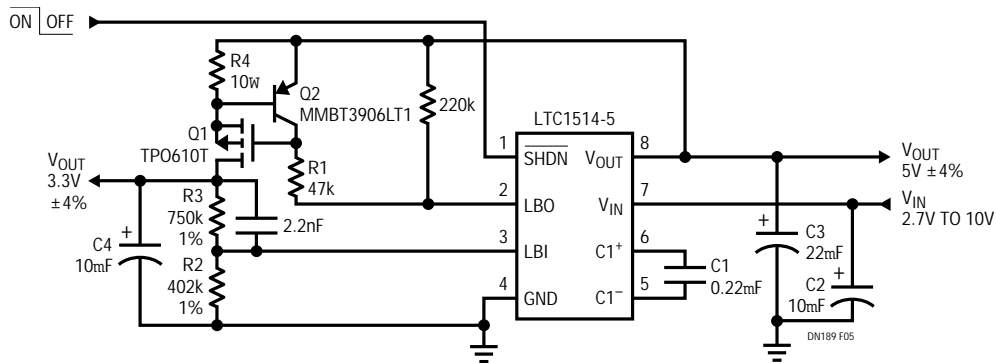 ON OFF
R4
10W
Q2
MMBT3906LT1
220k
LTC1514-5
Q1
TPO610T
1
SHDN
VOUT
8
VOUT
3.3V
±4%
R1
47k
VOUT
5V ±4%
2
LBO
VIN
7
VIN
2.7V TO 10V
R3
750k
1%
2.2nF
C4
10mF
+
3
LBI
C1+
6
+
C3
22mF
C1
0.22mF
R2
402k
1%
4
GND
C1–
5
+
C2
10mF
DN189 F05